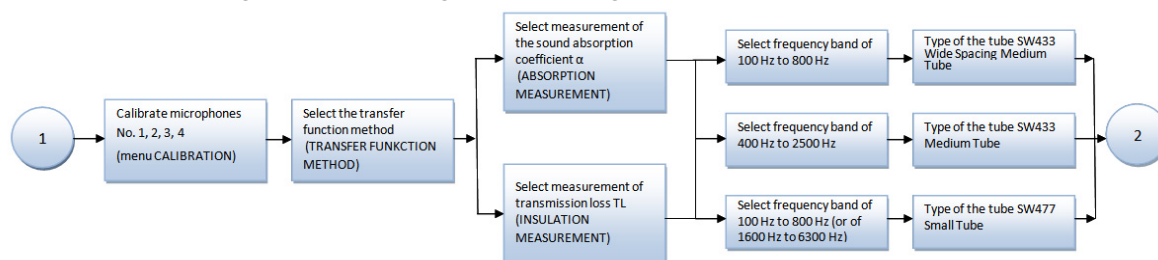 1
Calibrate microphones
No. 1, 2, 3, 4
(menu CALIBRATION)
Select the transfer
function method
(TRANSFER FUNKCTION
METHOD)
Select measurement of
the sound absorption
coefficient α
(ABSORPTION
MEASUREMENT)
Select measurement of
transmission loss TL
(INSULATION
MEASUREMENT)
Select frequency band of
100 Hz to 800 Hz
Type of the tube SW433
Wide Spacing Medium
Tube
Select frequency band of
400 Hz to 2500 Hz
Type of the tube SW433
Medium Tube
Select frequency band of
100 Hz to 800 Hz (or of
1600 Hz to 6300 Hz)
Type of the tube SW477
Small Tube
2